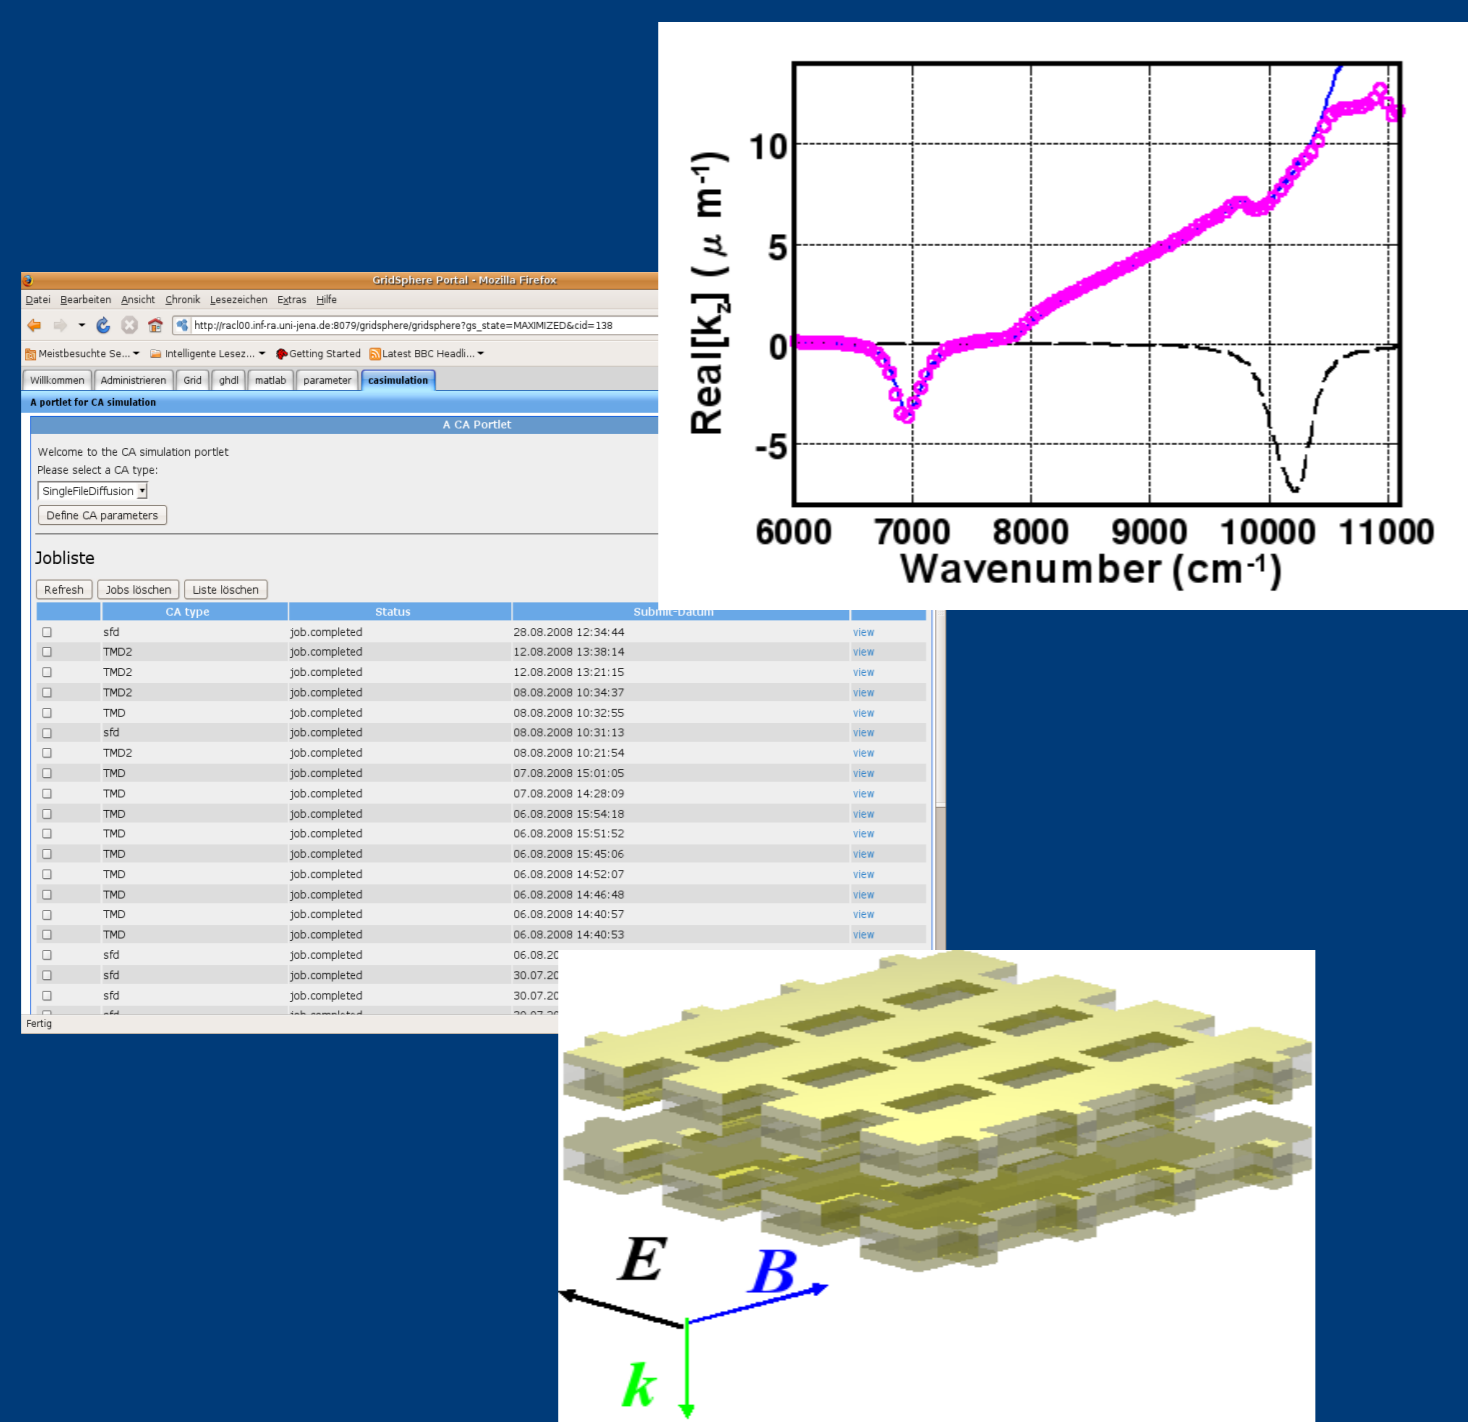 GridSphere Portal - Mozilla Firefox
Datei Bearbeiten Ansicht Chronik Lesezeichen Extras Hilfe
http://racl00.inf-ra.uni-jena.de:8079/gridsphere/gridsphere?gs_state=MAXIMIZED&cid=138
Meistbesuchte Se... Intelligente Lesez... Getting Started Latest BBC Headli...
Willkommen Administrieren Grid ghdl matlab parameter casimulation
A portlet for CA simulation
A CA Portlet
Welcome to the CA simulation portlet
Please select a CA type:
SingleFileDiffusion
Define CA parameters
Jobliste
Refresh Jobs löschen Liste löschen
CA type Status Submit-Datum
sfd job.completed 28.08.2008 12:34:44 view
TMD2 job.completed 12.08.2008 13:38:14 view
TMD2 job.completed 12.08.2008 13:21:15 view
TMD2 job.completed 08.08.2008 10:34:37 view
TMD job.completed 08.08.2008 10:32:55 view
sfd job.completed 08.08.2008 10:31:13 view
TMD2 job.completed 08.08.2008 10:21:54 view
TMD job.completed 07.08.2008 15:01:05 view
TMD job.completed 07.08.2008 14:28:09 view
TMD job.completed 06.08.2008 15:54:18 view
TMD job.completed 06.08.2008 15:51:52 view
TMD job.completed 06.08.2008 15:45:06 view
TMD job.completed 06.08.2008 14:52:07 view
TMD job.completed 06.08.2008 14:46:48 view
TMD job.completed 06.08.2008 14:40:57 view
TMD job.completed 06.08.2008 14:40:53 view
sfd job.completed 06.08.20
sfd job.completed 30.07.20
sfd job.completed 30.07.20
Fertig
10
5
0
-5
Real[k_z] (μ m⁻¹)
6000 7000 8000 9000 10000 11000
Wavenumber (cm⁻¹)
E
B
k